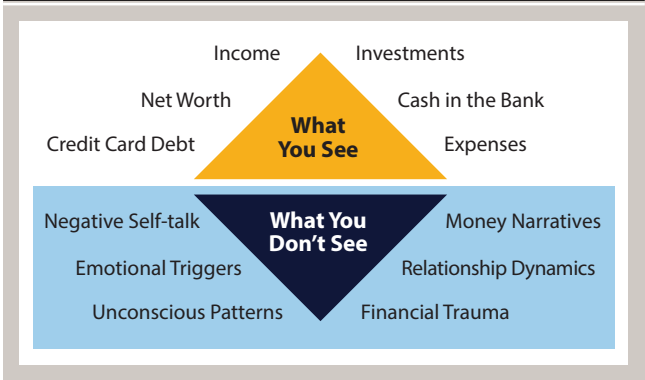 Income
Investments
Net Worth
Cash in the Bank
What
You See
Credit Card Debt
Expenses
Negative Self-talk
What You
Don't See
Money Narratives
Emotional Triggers
Relationship Dynamics
Unconscious Patterns
Financial Trauma